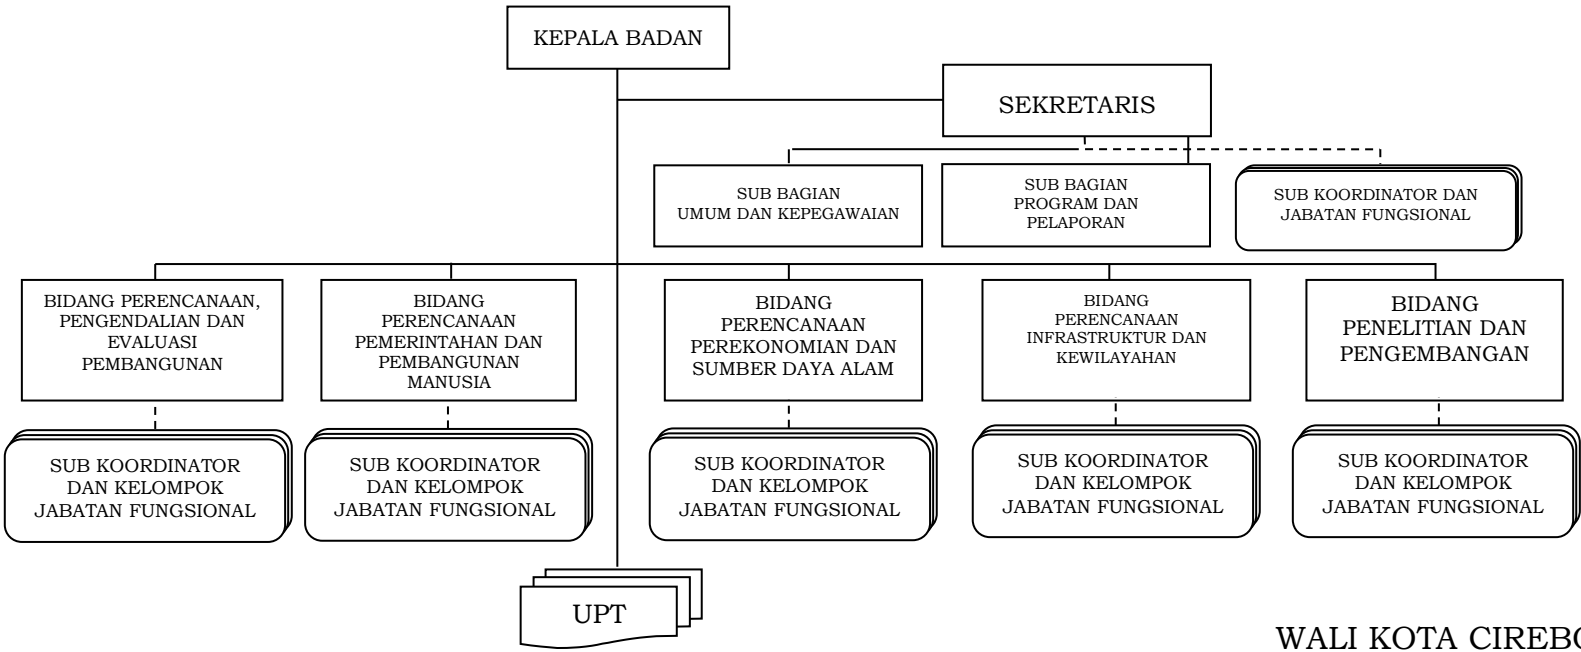 KEPALA BADAN
SEKRETARIS
SUB BAGIAN
UMUM DAN KEPEGAWAIAN
SUB BAGIAN
PROGRAM DAN
PELAPORAN
SUB KOORDINATOR DAN
JABATAN FUNGSIONAL
BIDANG PERENCANAAN,
PENGENDALIAN DAN
EVALUASI
PEMBANGUNAN
BIDANG
PERENCANAAN
PEMERINTAHAN DAN
PEMBANGUNAN
MANUSIA
BIDANG
PERENCANAAN
PEREKONOMIAN DAN
SUMBER DAYA ALAM
BIDANG
PERENCANAAN
INFRASTRUKTUR DAN
KEWILAYAHAN
BIDANG
PENELITIAN DAN
PENGEMBANGAN
SUB KOORDINATOR
DAN KELOMPOK
JABATAN FUNGSIONAL
SUB KOORDINATOR
DAN KELOMPOK
JABATAN FUNGSIONAL
SUB KOORDINATOR
DAN KELOMPOK
JABATAN FUNGSIONAL
SUB KOORDINATOR
DAN KELOMPOK
JABATAN FUNGSIONAL
SUB KOORDINATOR
DAN KELOMPOK
JABATAN FUNGSIONAL
UPT
WALI KOTA CIREBO